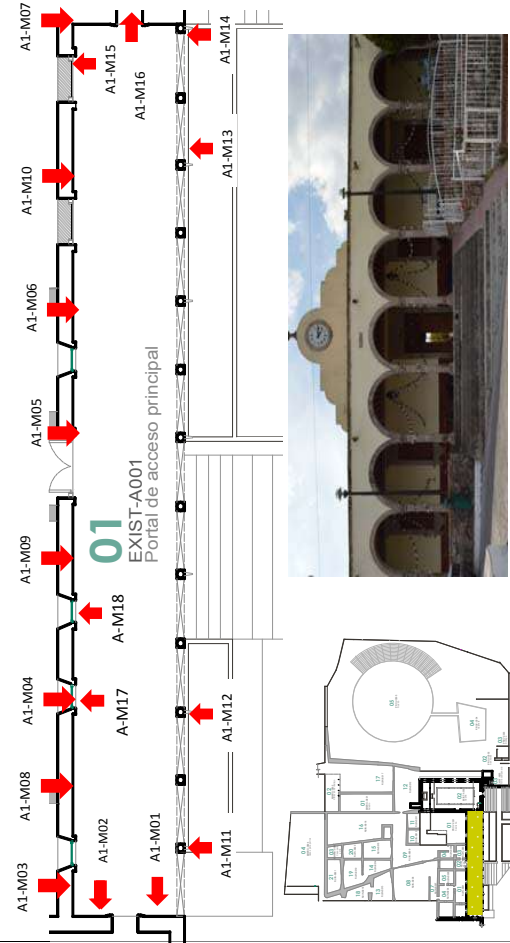 A1-M07
A1-M15
A1-M16
A1-M14
A1-M13
A1-M10
A1-M06
A1-M05
01
EXIST-A001
Portal de acceso principal
A1-M09
A-M18
A1-M04
A-M17
A1-M12
A1-M08
A1-M02
A1-M01
A1-M03
A1-M11